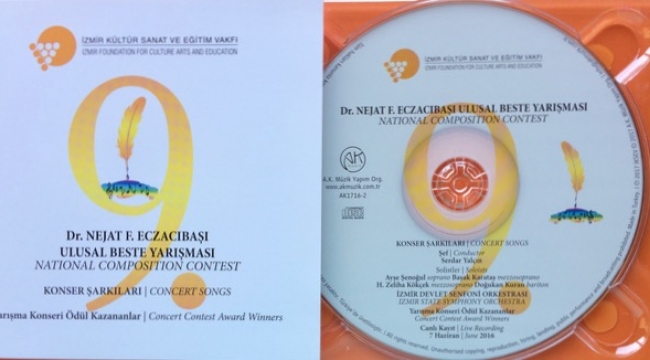 İZMİR KÜLTÜR SANAT VE EĞİTİM VAKFI
IZMIR FOUNDATION FOR CULTURE ARTS AND EDUCATION
9.
Dr. NEJAT F. ECZACIBAŞI
ULUSAL BESTE YARIŞMASI
NATIONAL COMPOSITION CONTEST
KONSER ŞARKILARI | CONCERT SONGS
arışma Konseri Ödül Kazananlar | Concert Contest Award Winners
İZMİR KÜLTÜR SANAT VE EĞİTİM VAKFI
IZMIR FOUNDATION FOR CULTURE ARTS AND EDUCATION
9.
Dr. NEJAT F. ECZACIBAŞI ULUSAL BESTE YARIŞMASI
NATIONAL COMPOSITION CONTEST
AK
A.K. Müzik Yapım Org.
www.akmuzik.com.tr
AK1716-2
KONSER ŞARKILARI | CONCERT SONGS
Şef | Conductor
Serdar Yalçın
Solistler | Soloists
Ayşe Şenoğul soprano Başak Karataş mezzosoprano
H. Zeliha Kökçek mezzosoprano Doğukan Kuran bariton
İZMİR DEVLET SENFONİ ORKESTRASI
IZMIR STATE SYMPHONY ORCHESTRA
Yarışma Konseri Ödül Kazananlar
Concert Contest Award Winners
Canlı Kayıt | Live Recording
7 Haziran | June 2016